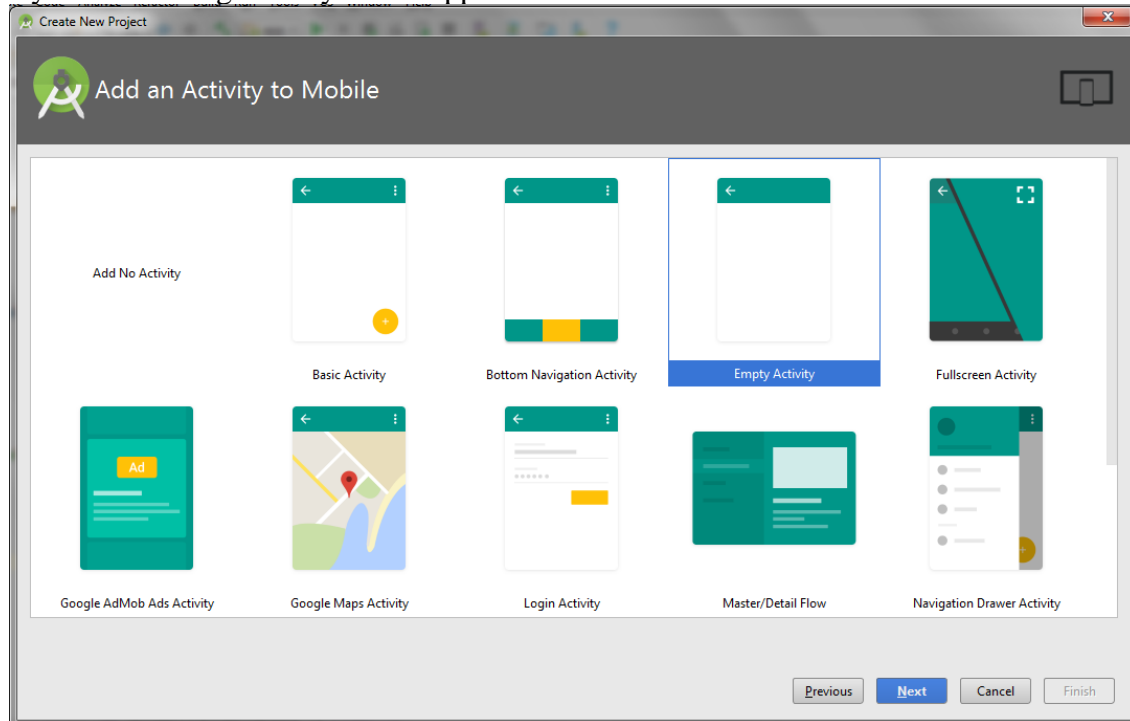 Create New Project
Add an Activity to Mobile
Add No Activity
Basic Activity
Bottom Navigation Activity
Empty Activity
Fullscreen Activity
Ad
Google AdMob Ads Activity
Google Maps Activity
Login Activity
Master/Detail Flow
Navigation Drawer Activity
Previous
Next
Cancel
Finish